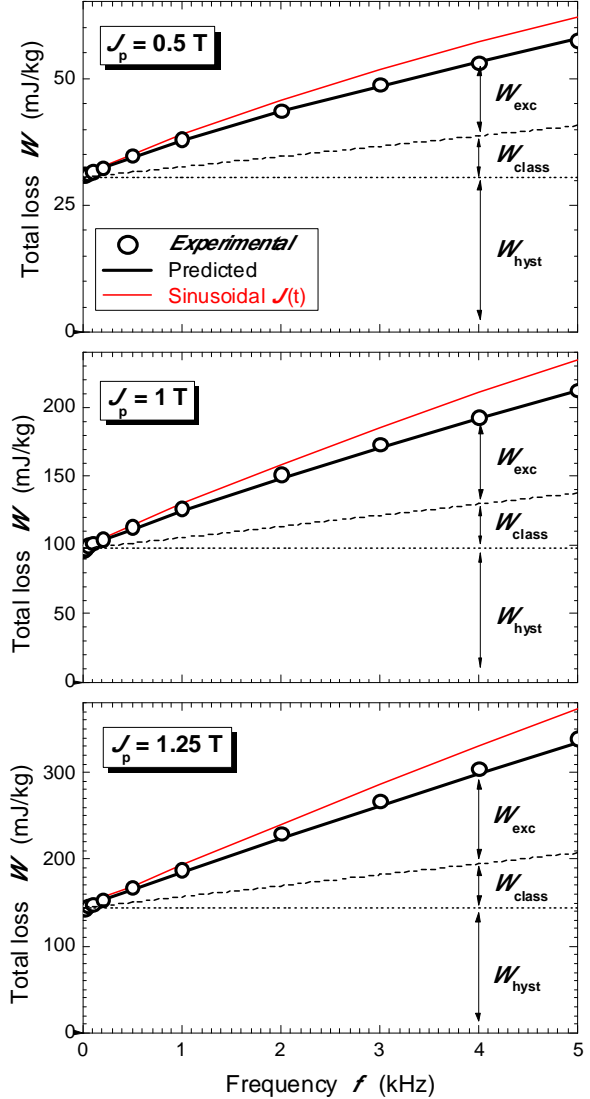 Total loss W (mJ/kg)
J_p = 0.5 T
50
25
0
W_exc
W_class
W_hyst
Experimental
Predicted
Sinusoidal J(t)
Total loss W (mJ/kg)
J_p = 1 T
200
150
100
50
0
W_exc
W_class
W_hyst
Total loss W (mJ/kg)
J_p = 1.25 T
300
200
100
0
W_exc
W_class
W_hyst
0 1 2 3 4 5
Frequency f (kHz)